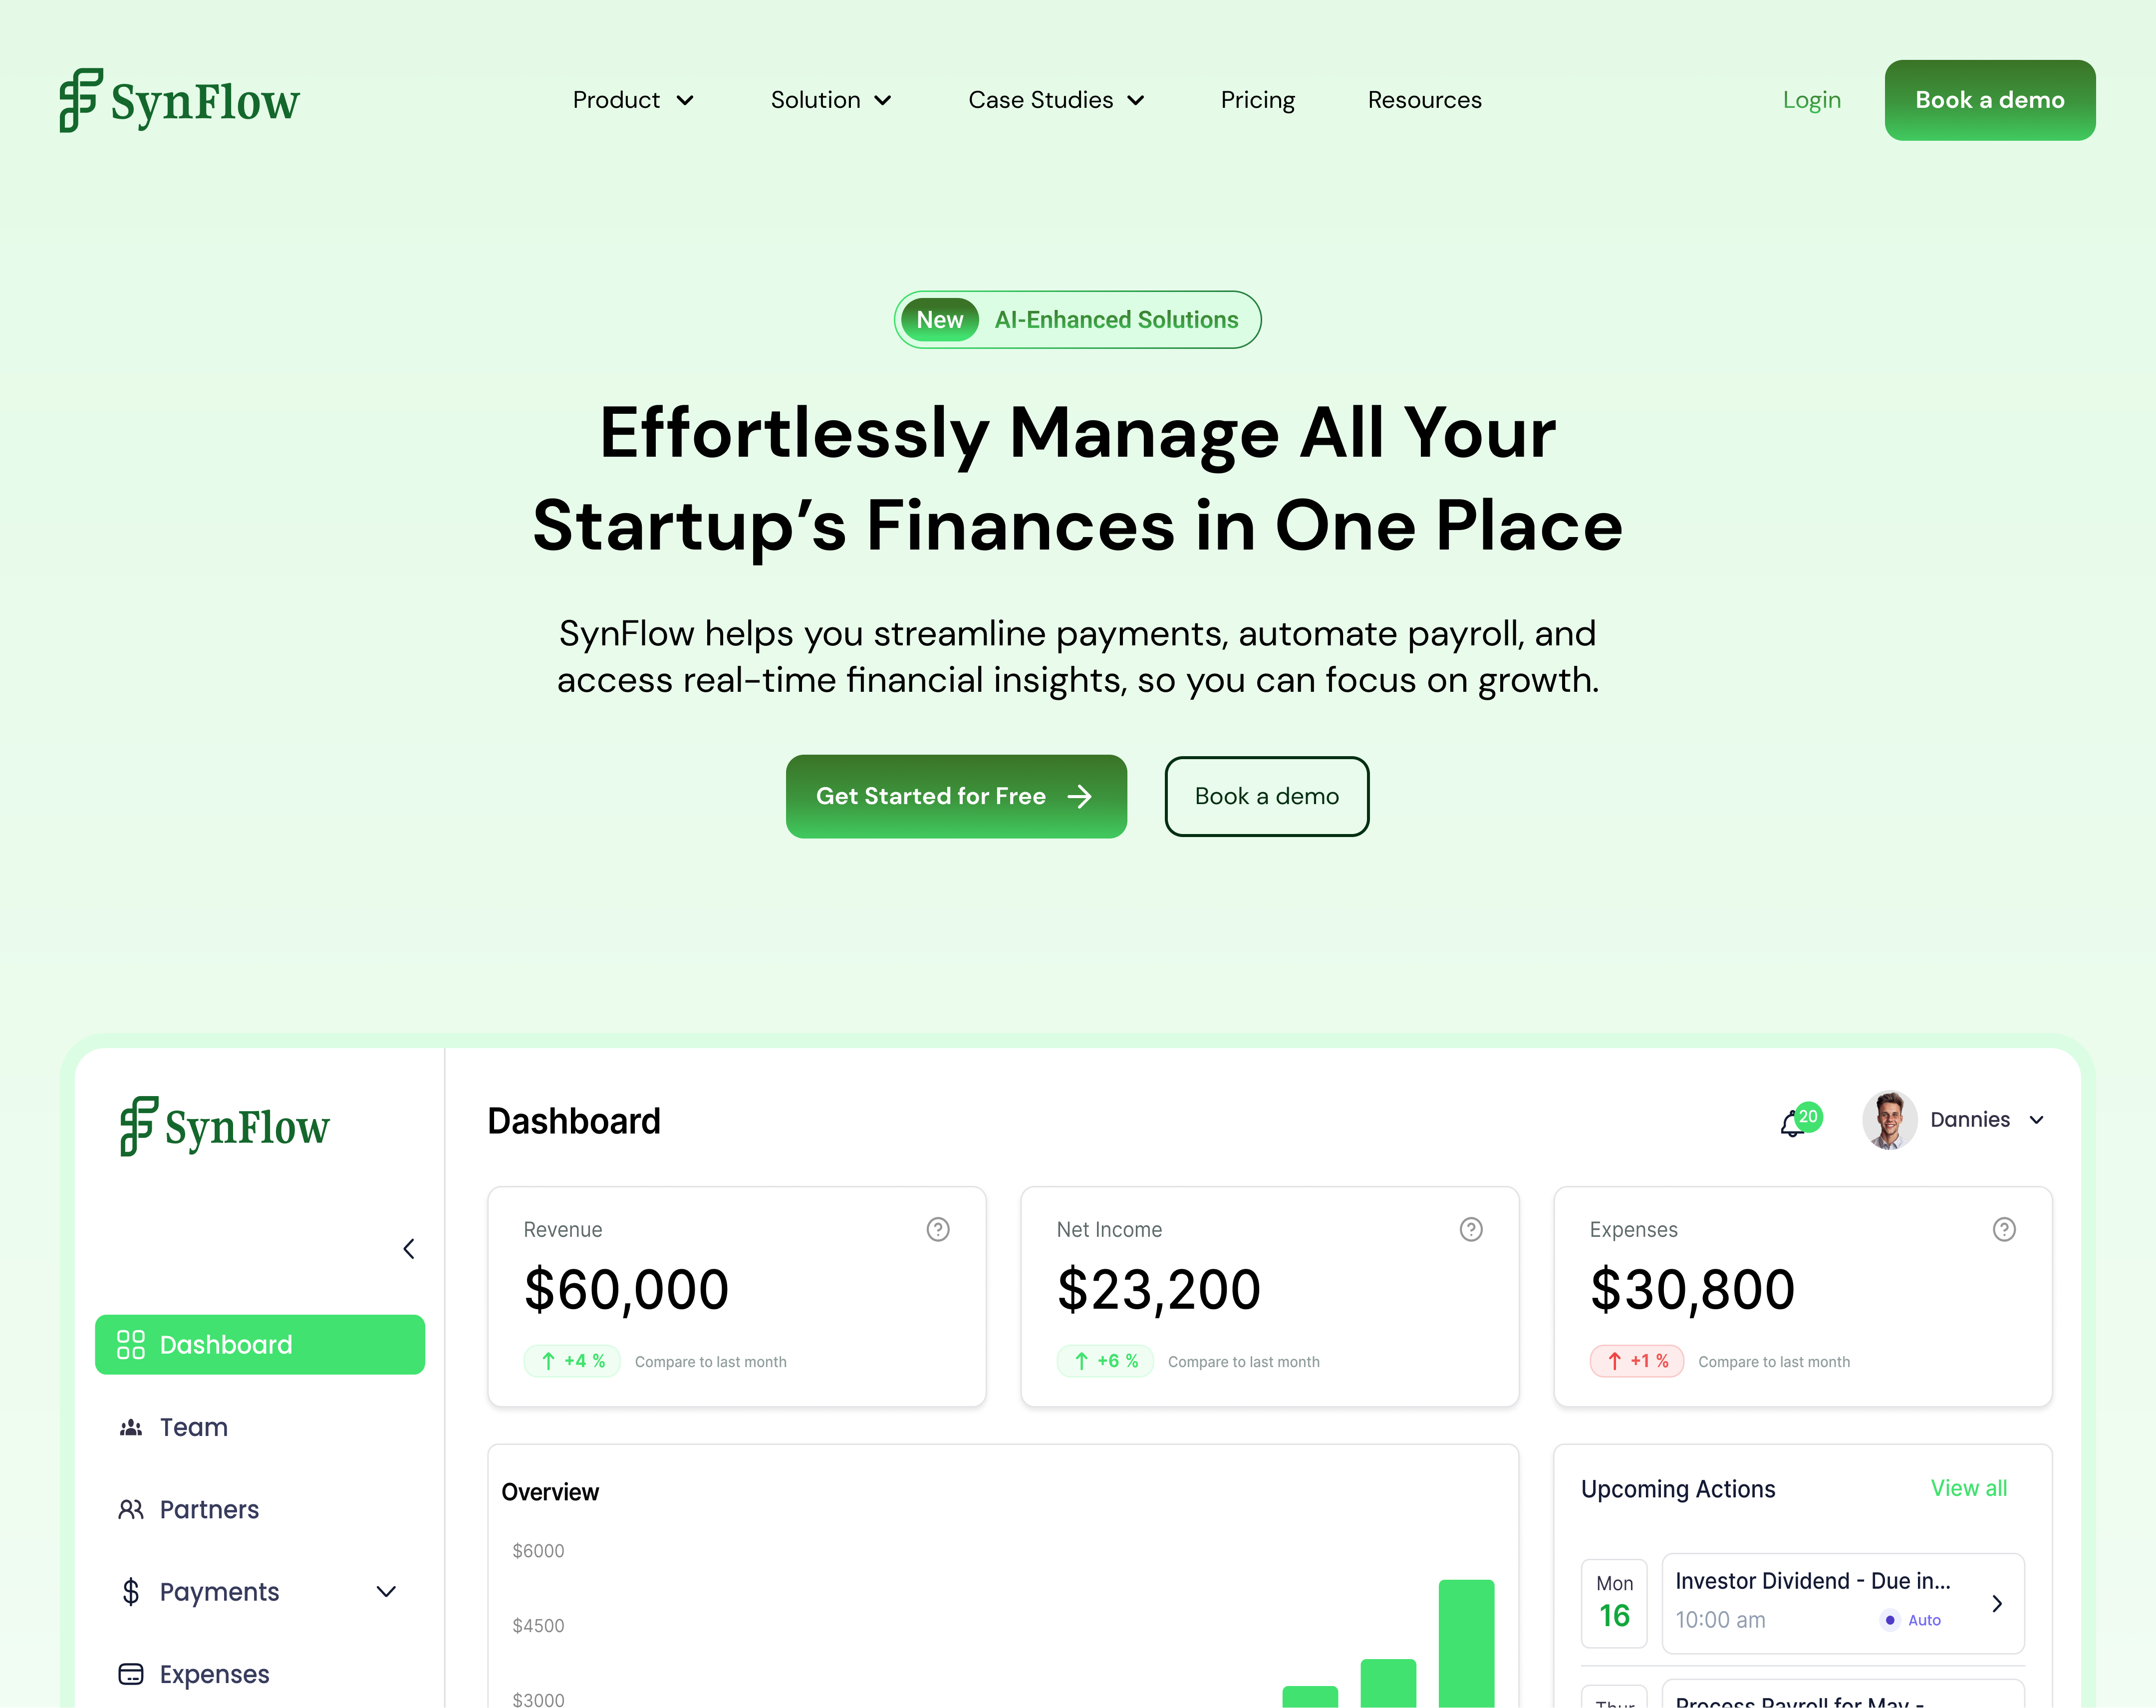 SynFlow
Product
Solution
Case Studies
Pricing
Resources
Login
Book a demo
New AI-Enhanced Solutions
Effortlessly Manage All Your
Startup’s Finances in One Place
SynFlow helps you streamline payments, automate payroll, and
access real-time financial insights, so you can focus on growth.
Get Started for Free
Book a demo
SynFlow
Dashboard
Team
Partners
Payments
Expenses
Dashboard
20
Dannies
Revenue
$60,000
+4 % Compare to last month
Net Income
$23,200
+6 % Compare to last month
Expenses
$30,800
+1 % Compare to last month
Overview
$6000
$4500
$3000
Upcoming Actions
View all
Mon
16
Investor Dividend - Due in...
10:00 am
Auto
Thur
Process Payroll for May -